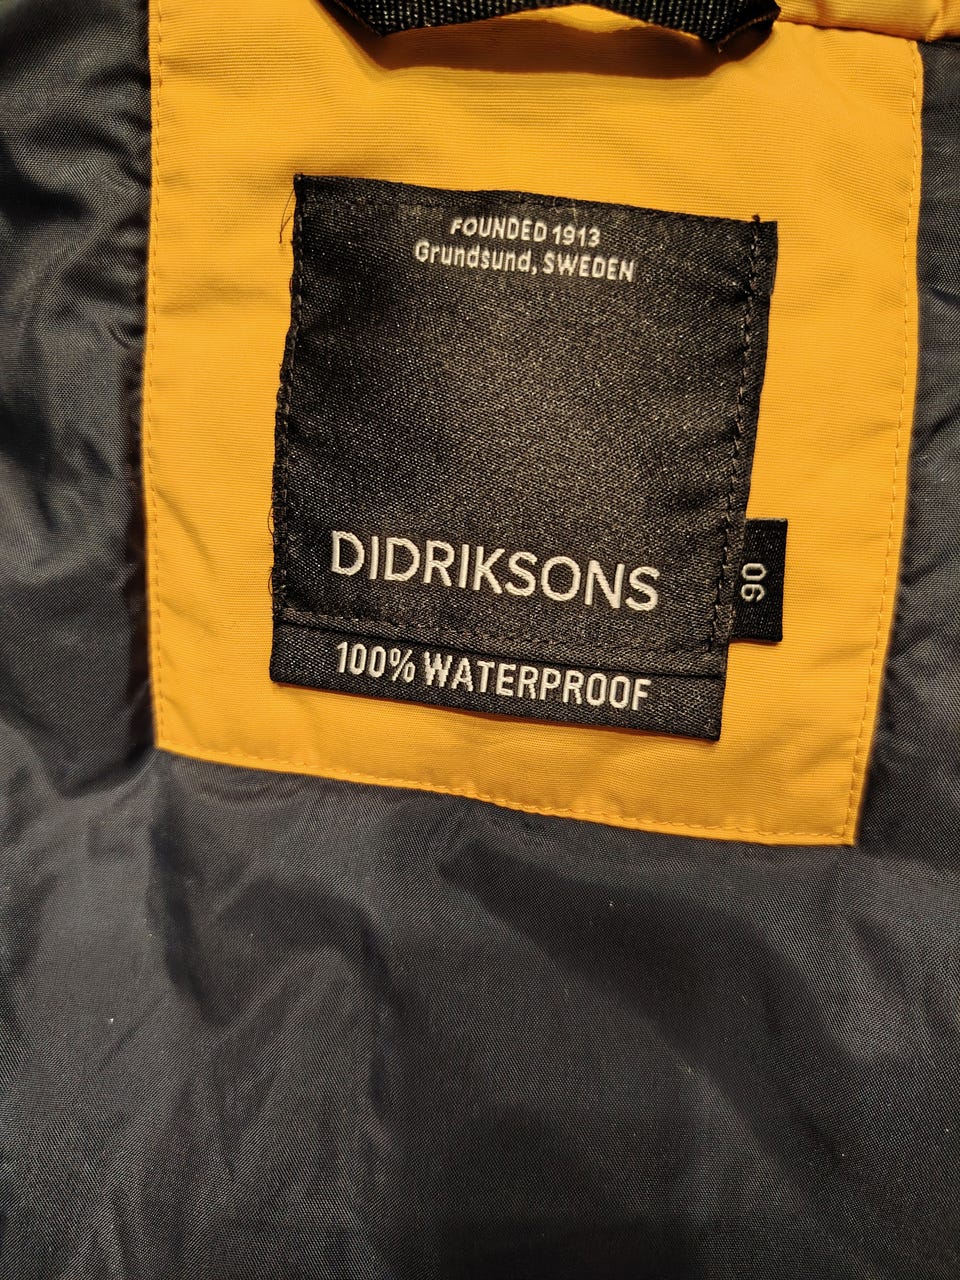 FOUNDED 1913
Grundsund, SWEDEN
DIDRIKSONS
90
100% WATERPROOF